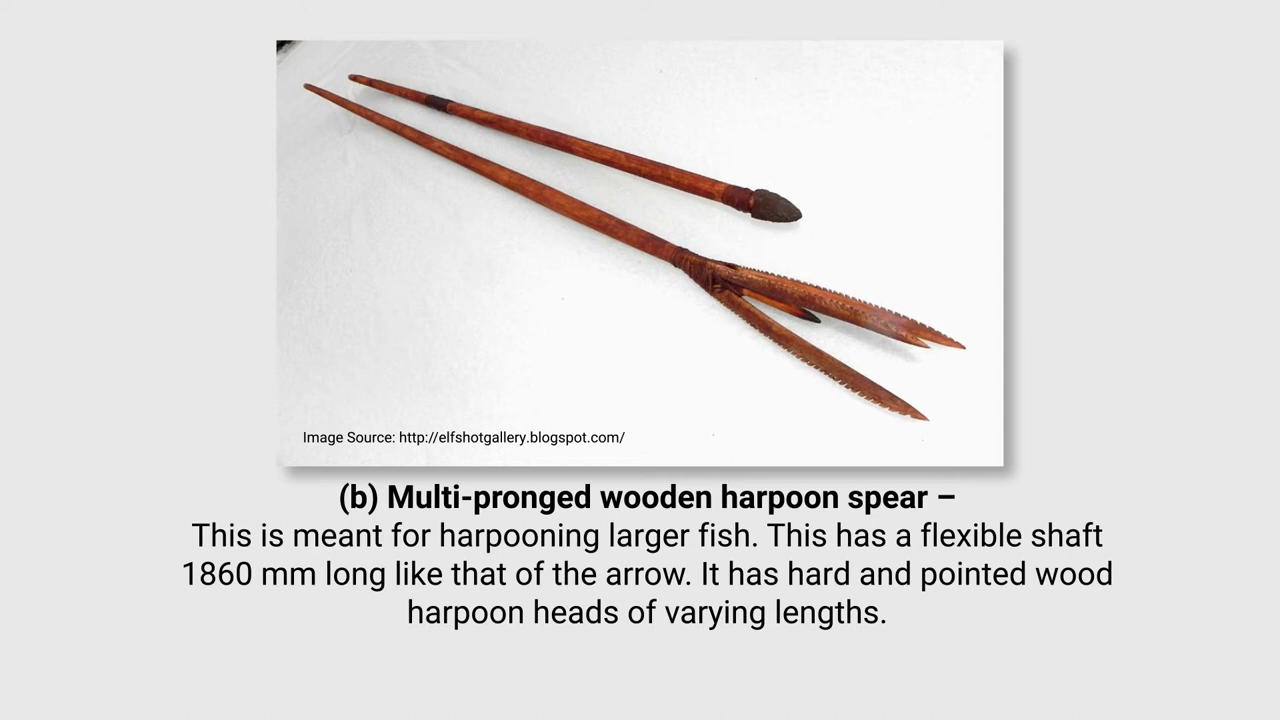 Image Source: http://elfshotgallery.blogspot.com/
(b) Multi-pronged wooden harpoon spear –
This is meant for harpooning larger fish. This has a flexible shaft
1860 mm long like that of the arrow. It has hard and pointed wood
harpoon heads of varying lengths.